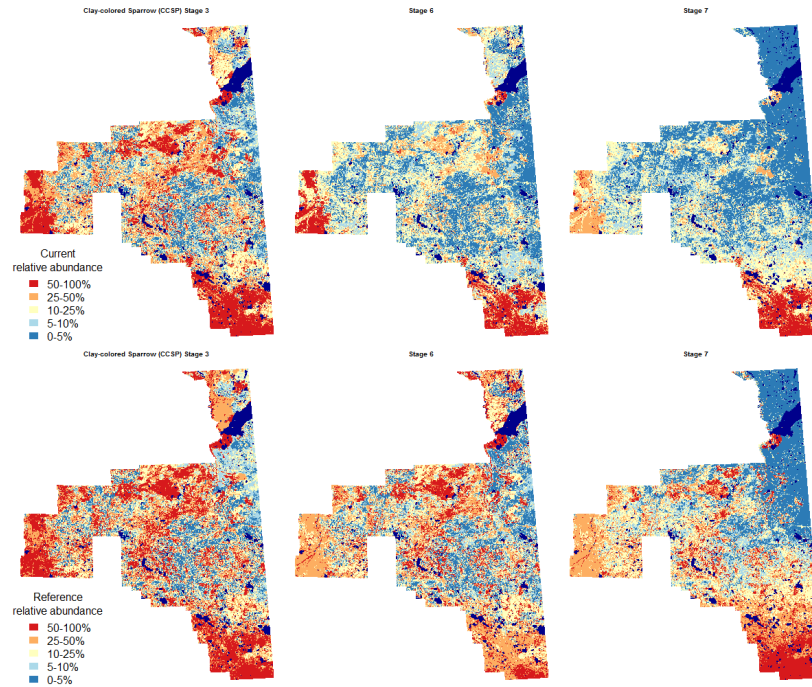 Clay-colored Sparrow (CCSP) Stage 3
Stage 6
Stage 7
Current
relative abundance
50-100%
25-50%
10-25%
5-10%
0-5%
Clay-colored Sparrow (CCSP) Stage 3
Stage 6
Stage 7
Reference
relative abundance
50-100%
25-50%
10-25%
5-10%
0-5%